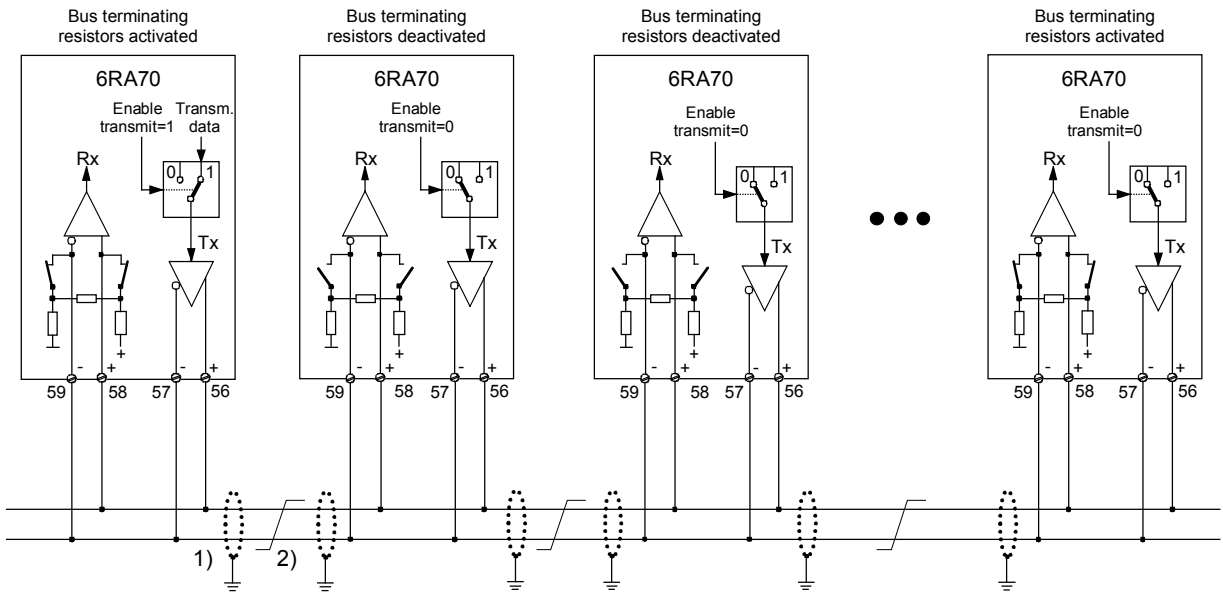 Bus terminating
resistors activated
6RA70
Enable
transmit=1
Transm.
data
Rx
0 1
Tx
- + - +
59 58 57 56
Bus terminating
resistors deactivated
6RA70
Enable
transmit=0
Rx
0 1
Tx
+
- + - +
59 58 57 56
Bus terminating
resistors deactivated
6RA70
Enable
transmit=0
Rx
0 1
Tx
+
- + - +
59 58 57 56
Bus terminating
resistors activated
6RA70
Enable
transmit=0
Rx
0 1
Tx
+
- + - +
59 58 57 56
1) 2)